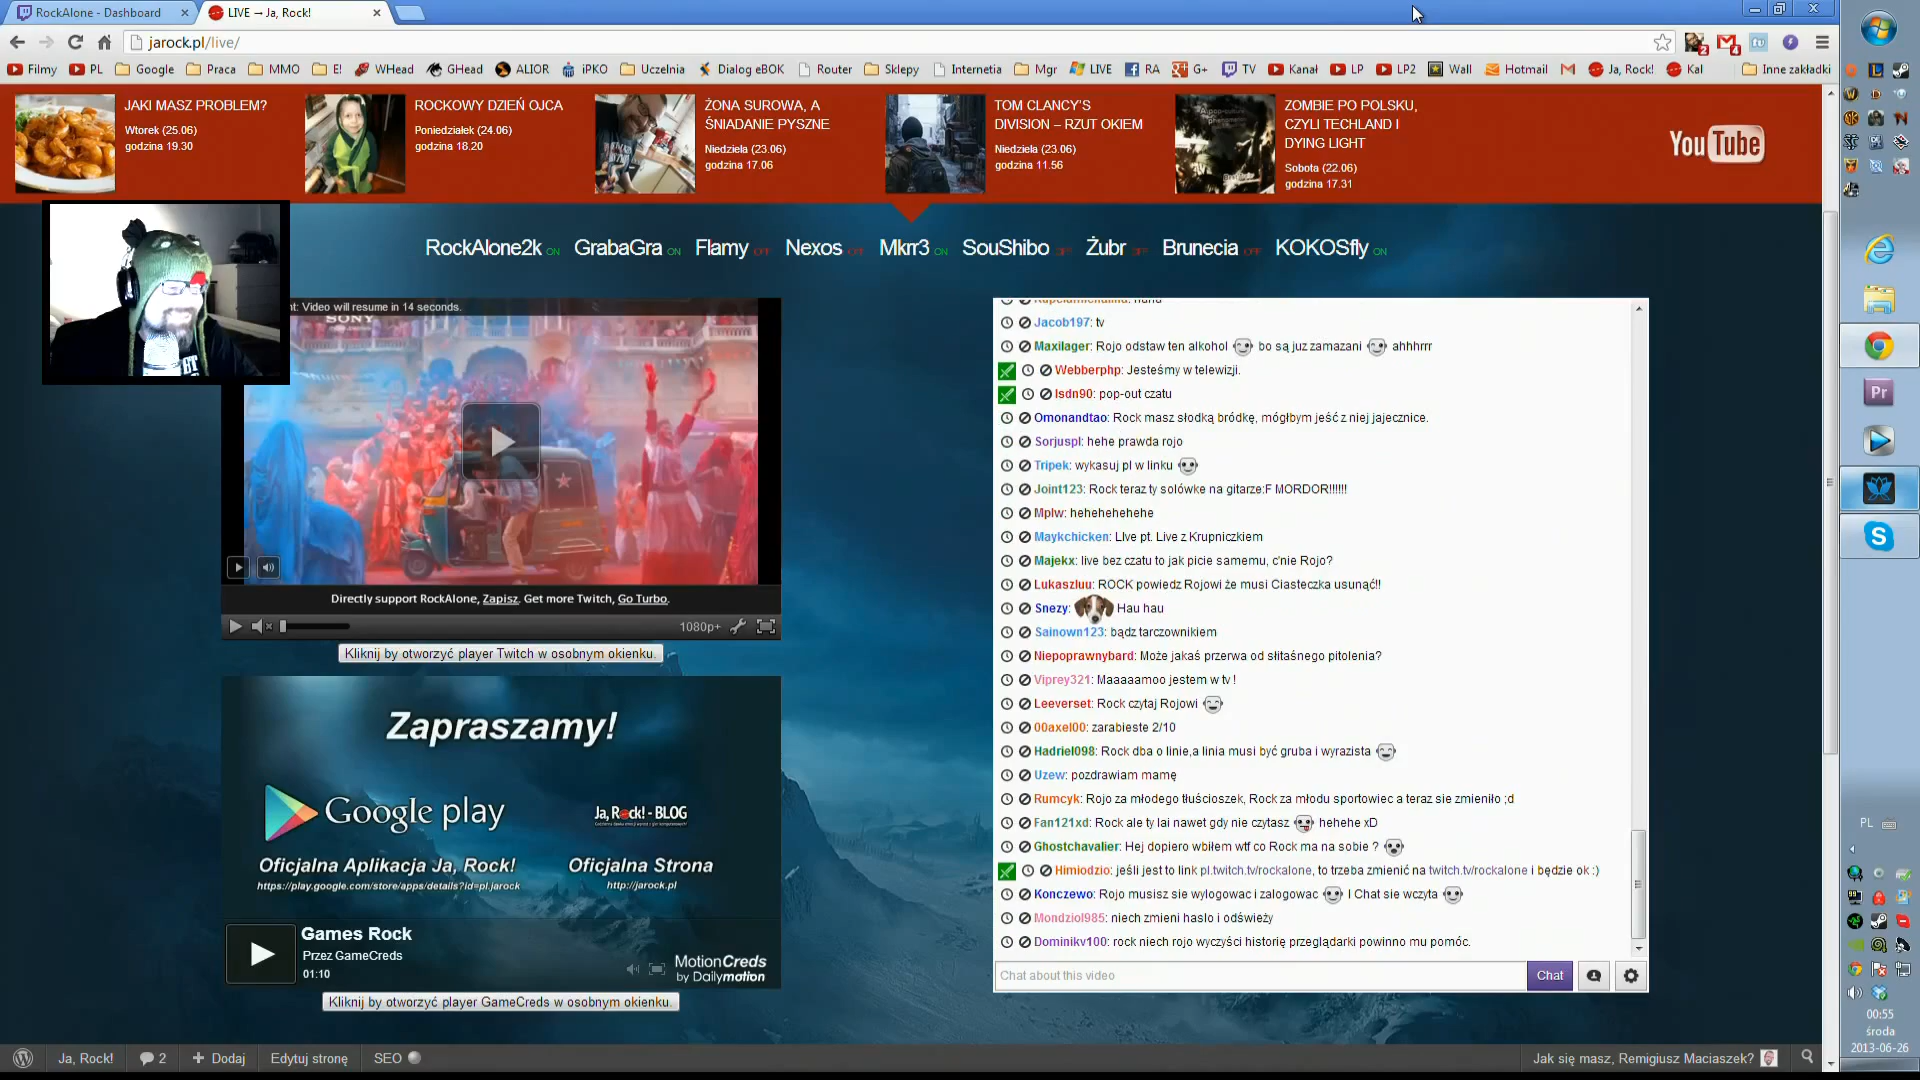 RockAlone - Dashboard
LIVE → Ja, Rock!
jarock.pl/live/
Filmy PL Google Praca MMO E! WHead GHead ALIOR iPKO Uczelnia Dialog eBOK Router Sklepy Internetia Mgr LIVE RA G+ TV Kanał LP LP2 Wall Hotmail Ja, Rock! Kal Inne zakładki
JAKI MASZ PROBLEM?
Wtorek (25.06)
godzina 19.30
ROCKOWY DZIEŃ OJCA
Poniedziałek (24.06)
godzina 18.20
ŻONA SUROWA, A
ŚNIADANIE PYSZNE
Niedziela (23.06)
godzina 17.06
TOM CLANCY'S
DIVISION – RZUT OKIEM
Niedziela (23.06)
godzina 11.56
ZOMBIE PO POLSKU,
CZYLI TECHLAND I
DYING LIGHT
Sobota (22.06)
godzina 17.31
YouTube
RockAlone2k ON GrabaGra ON Flamy OFF Nexos OFF Mkrr3 ON SouShibo OFF Żubr OFF Brunecia OFF KOKOSfly ON
t: Video will resume in 14 seconds.
SONY
Directly support RockAlone, Zapisz. Get more Twitch, Go Turbo.
1080p+
Kliknij by otworzyć player Twitch w osobnym okienku.
Zapraszamy!
Google play
Ja, Rock! - BLOG
Oficjalna Aplikacja Ja, Rock!
Oficjalna Strona
https://play.google.com/store/apps/details?id=pl.jarock
http://jarock.pl
Games Rock
Przez GameCreds
01:10
MotionCreds
by Dailymotion
Kliknij by otworzyć player GameCreds w osobnym okienku.
Jacob197: tv
Maxilager: Rojo odstaw ten alkohol bo są juz zamazani ahhhrrr
Webberphp: Jesteśmy w telewizji.
Isdn90: pop-out czatu
Omonandtao: Rock masz słodką bródkę, mógłbym jeść z niej jajecznice.
Sorjuspl: hehe prawda rojo
Tripek: wykasuj pl w linku
Joint123: Rock teraz ty solówke na gitarze:F MORDOR!!!!!!
Mplw: hehehehehehe
Maykchicken: LIve pt. Live z Krupniczkiem
Majekx: live bez czatu to jak picie samemu, c'nie Rojo?
Lukaszluu: ROCK powiedz Rojowi że musi Ciasteczka usunąć!!
Snezy: Hau hau
Sainown123: bądz tarczownikiem
Niepoprawnybard: Może jakaś przerwa od słitaśnego pitolenia?
Viprey321: Maaaaamoo jestem w tv !
Leeverset: Rock czytaj Rojowi
00axel00: zarabieste 2/10
Hadriel098: Rock dba o linie,a linia musi być gruba i wyrazista
Uzew: pozdrawiam mamę
Rumcyk: Rojo za młodego tłuścioszek, Rock za młodu sportowiec a teraz sie zmieniło ;d
Fan121xd: Rock ale ty lai nawet gdy nie czytasz hehehe xD
Ghostchavalier: Hej dopiero wbiłem wtf co Rock ma na sobie ?
Himiodzio: jeśli jest to link pl.twitch.tv/rockalone, to trzeba zmienić na twitch.tv/rockalone i będzie ok :)
Konczewo: Rojo musisz sie wylogowac i zalogowac I Chat sie wczyta
Mondziol985: niech zmieni haslo i odświeży
Dominikv100: rock niech rojo wyczyści historię przeglądarki powinno mu pomóc.
Chat about this video
Chat
Ja, Rock! 2 Dodaj Edytuj stronę SEO
Jak się masz, Remigiusz Maciaszek?
Pr
PL
00:55
środa
2013-06-26